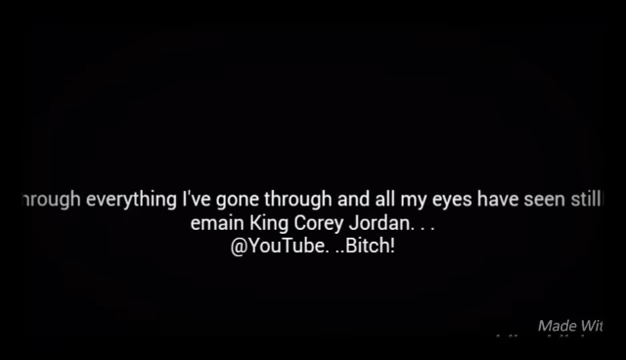 hrough everything I've gone through and all my eyes have seen still
emain King Corey Jordan. . .
@YouTube. ..Bitch!
Made Wit